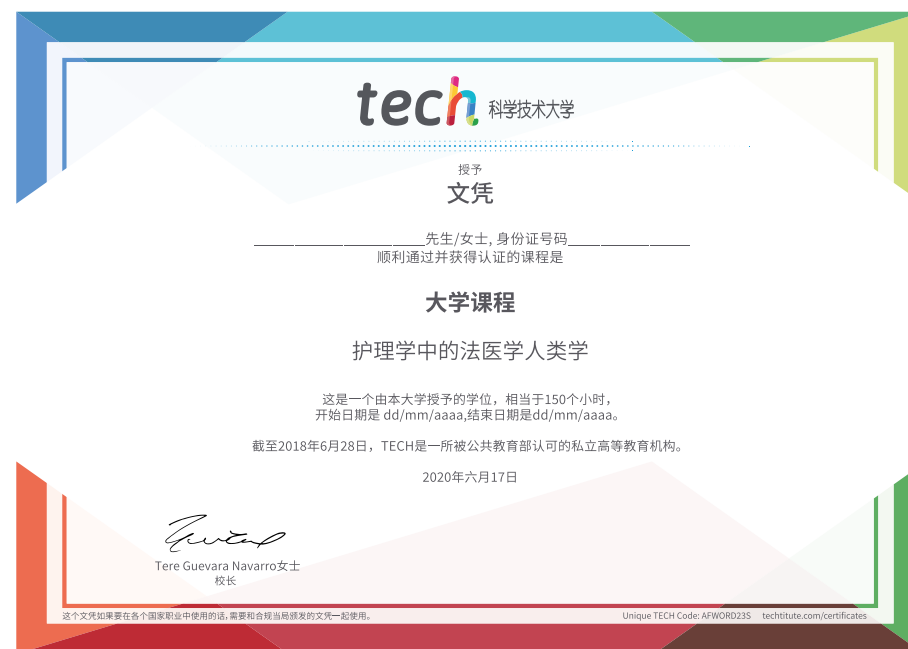 tech 科学技术大学
授予
文凭
______________________先生/女士, 身份证号码________________
顺利通过并获得认证的课程是
大学课程
护理学中的法医学人类学
这是一个由本大学授予的学位，相当于150个小时，
开始日期是 dd/mm/aaaa,结束日期是dd/mm/aaaa。
截至2018年6月28日，TECH是一所被公共教育部认可的私立高等教育机构。
2020年六月17日
Tere Guevara Navarro女士
校长
这个文凭如果要在各个国家职业中使用的话,需要和合规当局颁发的文凭一起使用。
Unique TECH Code: AFWORD23S techtitute.com/certificates